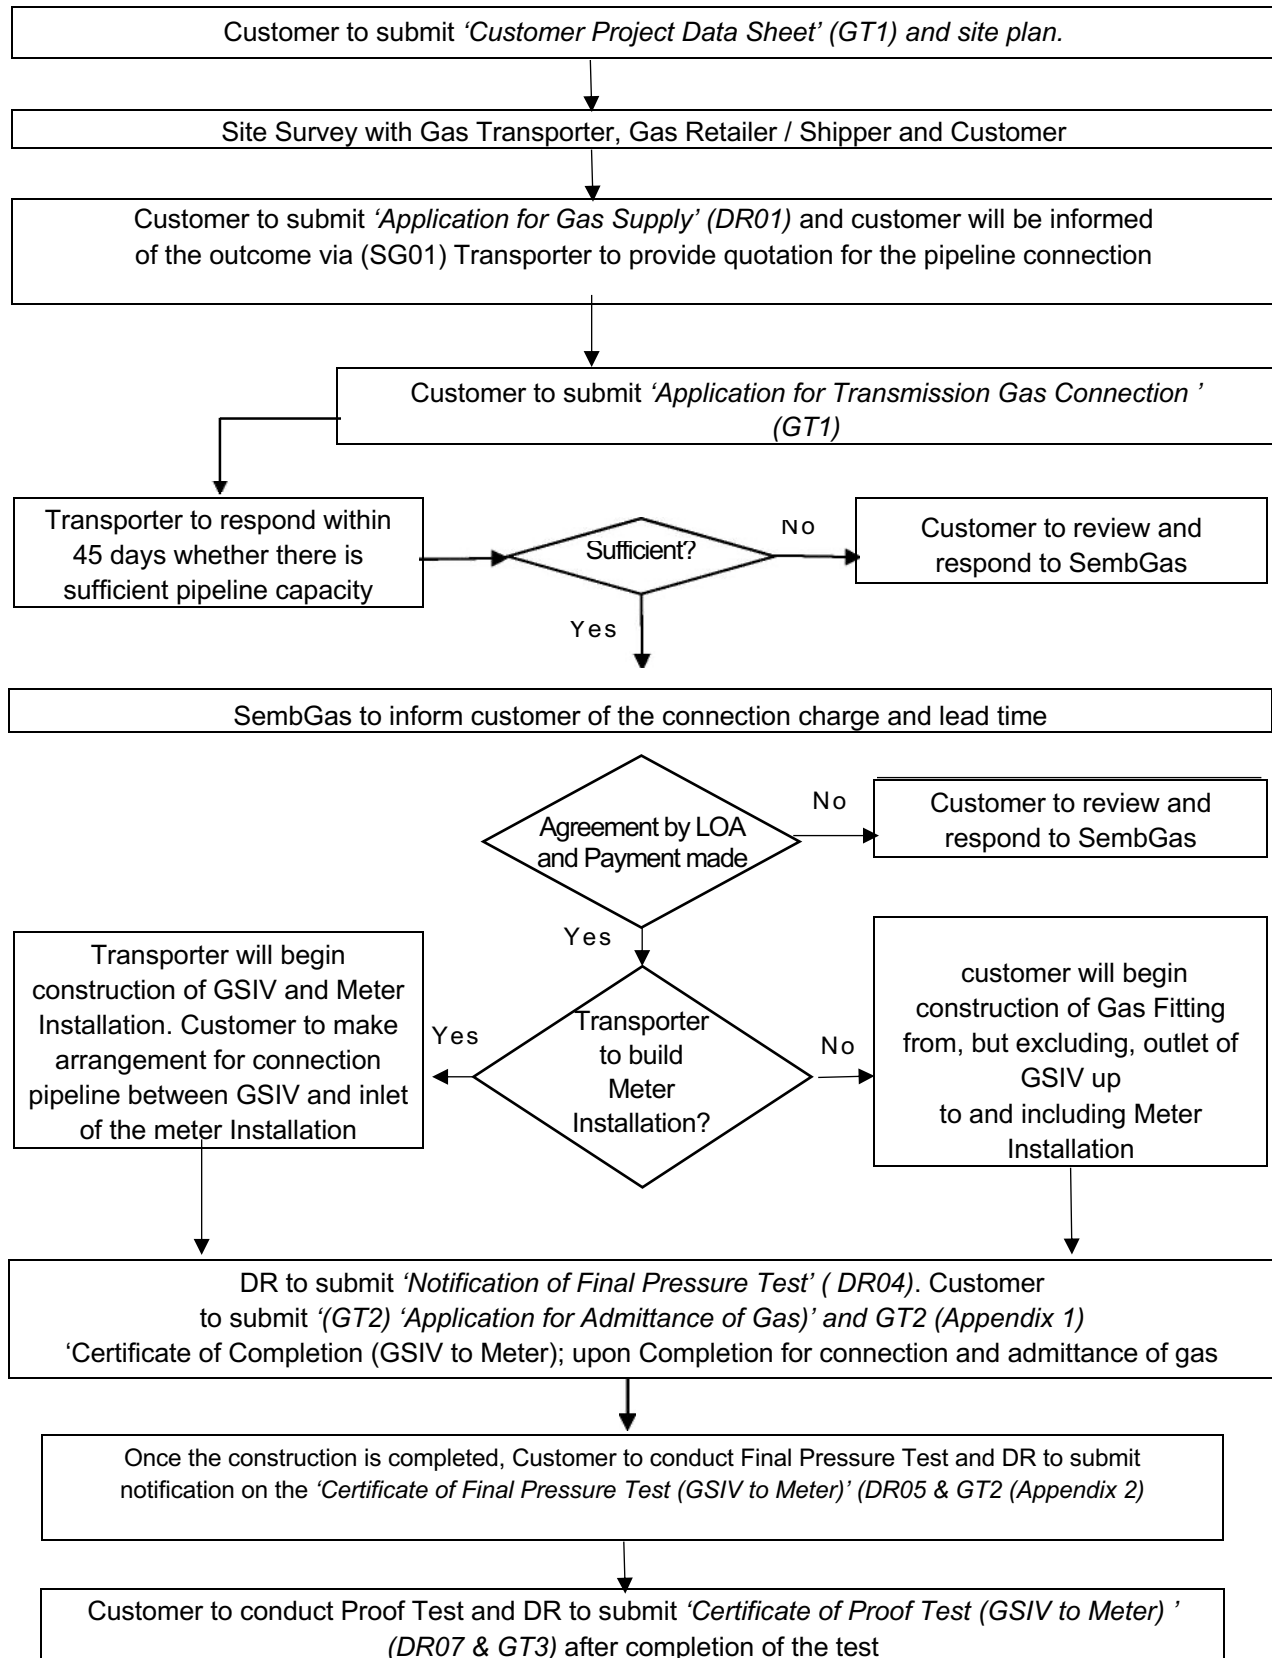 Customer to submit ‘Customer Project Data Sheet’ (GT1) and site plan.
Site Survey with Gas Transporter, Gas Retailer / Shipper and Customer
Customer to submit ‘Application for Gas Supply’ (DR01) and customer will be informed
of the outcome via (SG01) Transporter to provide quotation for the pipeline connection
Customer to submit ‘Application for Transmission Gas Connection ’
(GT1)
Transporter to respond within
45 days whether there is
sufficient pipeline capacity
Sufficient?
No
Customer to review and
respond to SembGas
Yes
SembGas to inform customer of the connection charge and lead time
Agreement by LOA
and Payment made
No
Customer to review and
respond to SembGas
Yes
Transporter will begin
construction of GSIV and Meter
Installation. Customer to make
arrangement for connection
pipeline between GSIV and inlet
of the meter Installation
Yes
Transporter
to build
Meter
Installation?
No
customer will begin
construction of Gas Fitting
from, but excluding, outlet of
GSIV up
to and including Meter
Installation
DR to submit ‘Notification of Final Pressure Test’ ( DR04). Customer
to submit ‘(GT2) ‘Application for Admittance of Gas)’ and GT2 (Appendix 1)
‘Certificate of Completion (GSIV to Meter); upon Completion for connection and admittance of gas
Once the construction is completed, Customer to conduct Final Pressure Test and DR to submit
notification on the ‘Certificate of Final Pressure Test (GSIV to Meter)’ (DR05 & GT2 (Appendix 2)
Customer to conduct Proof Test and DR to submit ‘Certificate of Proof Test (GSIV to Meter) ’
(DR07 & GT3) after completion of the test